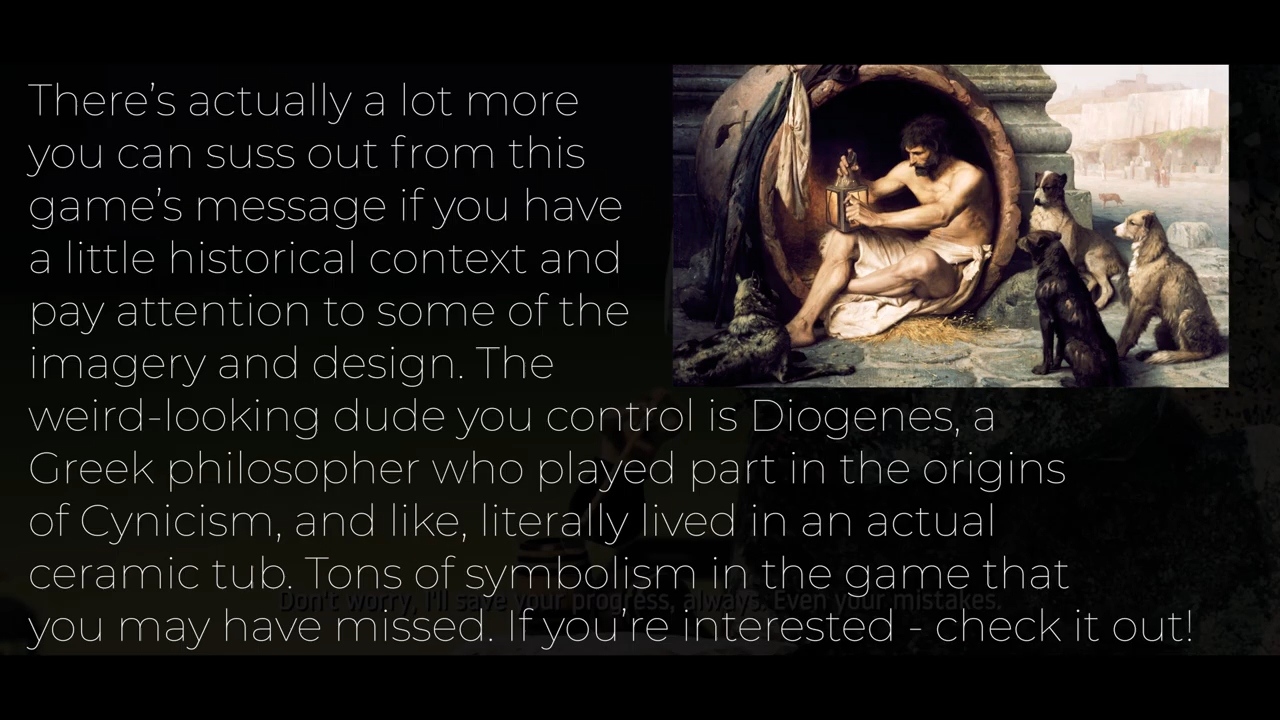 There’s actually a lot more
you can suss out from this
game’s message if you have
a little historical context and
pay attention to some of the
imagery and design. The
weird-looking dude you control is Diogenes, a
Greek philosopher who played part in the origins
of Cynicism, and like, literally lived in an actual
ceramic tub. Tons of symbolism in the game that
Don't worry, I'll save your progress, always. Even your mistakes.
you may have missed. If you’re interested - check it out!